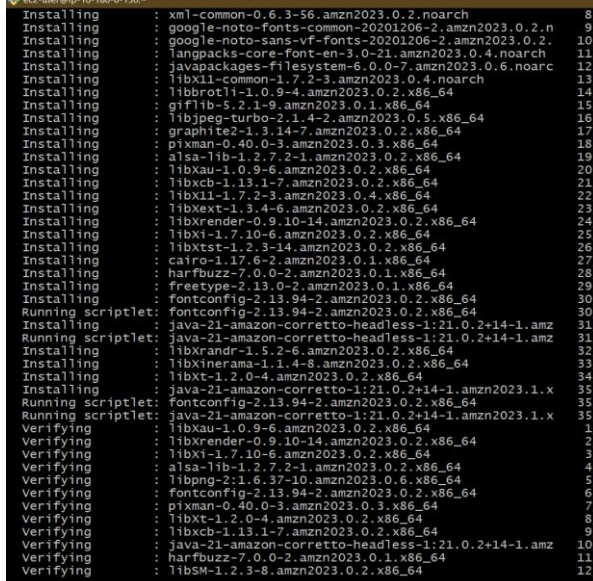 Installing : xml-common-0.6.3-56.amzn2023.0.2.noarch 8
Installing : google-noto-fonts-common-20201206-2.amzn2023.0.2.n 9
Installing : google-noto-sans-vf-fonts-20201206-2.amzn2023.0.2. 10
Installing : langpacks-core-font-en-3.0-21.amzn2023.0.4.noarch 11
Installing : javapackages-filesystem-6.0.0-7.amzn2023.0.6.noarc 12
Installing : libX11-common-1.7.2-3.amzn2023.0.4.noarch 13
Installing : libbrotli-1.0.9-4.amzn2023.0.2.x86_64 14
Installing : giflib-5.2.1-9.amzn2023.0.1.x86_64 15
Installing : libjpeg-turbo-2.1.4-2.amzn2023.0.5.x86_64 16
Installing : graphite2-1.3.14-7.amzn2023.0.2.x86_64 17
Installing : pixman-0.40.0-3.amzn2023.0.3.x86_64 18
Installing : alsa-lib-1.2.7.2-1.amzn2023.0.2.x86_64 19
Installing : libXau-1.0.9-6.amzn2023.0.2.x86_64 20
Installing : libxcb-1.13.1-7.amzn2023.0.2.x86_64 21
Installing : libX11-1.7.2-3.amzn2023.0.4.x86_64 22
Installing : libXext-1.3.4-6.amzn2023.0.2.x86_64 23
Installing : libXrender-0.9.10-14.amzn2023.0.2.x86_64 24
Installing : libXi-1.7.10-6.amzn2023.0.2.x86_64 25
Installing : libXtst-1.2.3-14.amzn2023.0.2.x86_64 26
Installing : cairo-1.17.6-2.amzn2023.0.1.x86_64 27
Installing : harfbuzz-7.0.0-2.amzn2023.0.1.x86_64 28
Installing : freetype-2.13.0-2.amzn2023.0.1.x86_64 29
Installing : fontconfig-2.13.94-2.amzn2023.0.2.x86_64 30
Running scriptlet: fontconfig-2.13.94-2.amzn2023.0.2.x86_64 30
Installing : java-21-amazon-corretto-headless-1:21.0.2+14-1.amz 31
Running scriptlet: java-21-amazon-corretto-headless-1:21.0.2+14-1.amz 31
Installing : libXrandr-1.5.2-6.amzn2023.0.2.x86_64 32
Installing : libXinerama-1.1.4-8.amzn2023.0.2.x86_64 33
Installing : libXt-1.2.0-4.amzn2023.0.2.x86_64 34
Installing : java-21-amazon-corretto-1:21.0.2+14-1.amzn2023.1.x 35
Running scriptlet: fontconfig-2.13.94-2.amzn2023.0.2.x86_64 35
Running scriptlet: java-21-amazon-corretto-1:21.0.2+14-1.amzn2023.1.x 35
Verifying : libXau-1.0.9-6.amzn2023.0.2.x86_64 1
Verifying : libXrender-0.9.10-14.amzn2023.0.2.x86_64 2
Verifying : libXi-1.7.10-6.amzn2023.0.2.x86_64 3
Verifying : alsa-lib-1.2.7.2-1.amzn2023.0.2.x86_64 4
Verifying : libpng-2:1.6.37-10.amzn2023.0.6.x86_64 5
Verifying : fontconfig-2.13.94-2.amzn2023.0.2.x86_64 6
Verifying : pixman-0.40.0-3.amzn2023.0.3.x86_64 7
Verifying : libXt-1.2.0-4.amzn2023.0.2.x86_64 8
Verifying : libxcb-1.13.1-7.amzn2023.0.2.x86_64 9
Verifying : java-21-amazon-corretto-headless-1:21.0.2+14-1.amz 10
Verifying : harfbuzz-7.0.0-2.amzn2023.0.1.x86_64 11
Verifying : libSM-1.2.3-8.amzn2023.0.2.x86_64 12